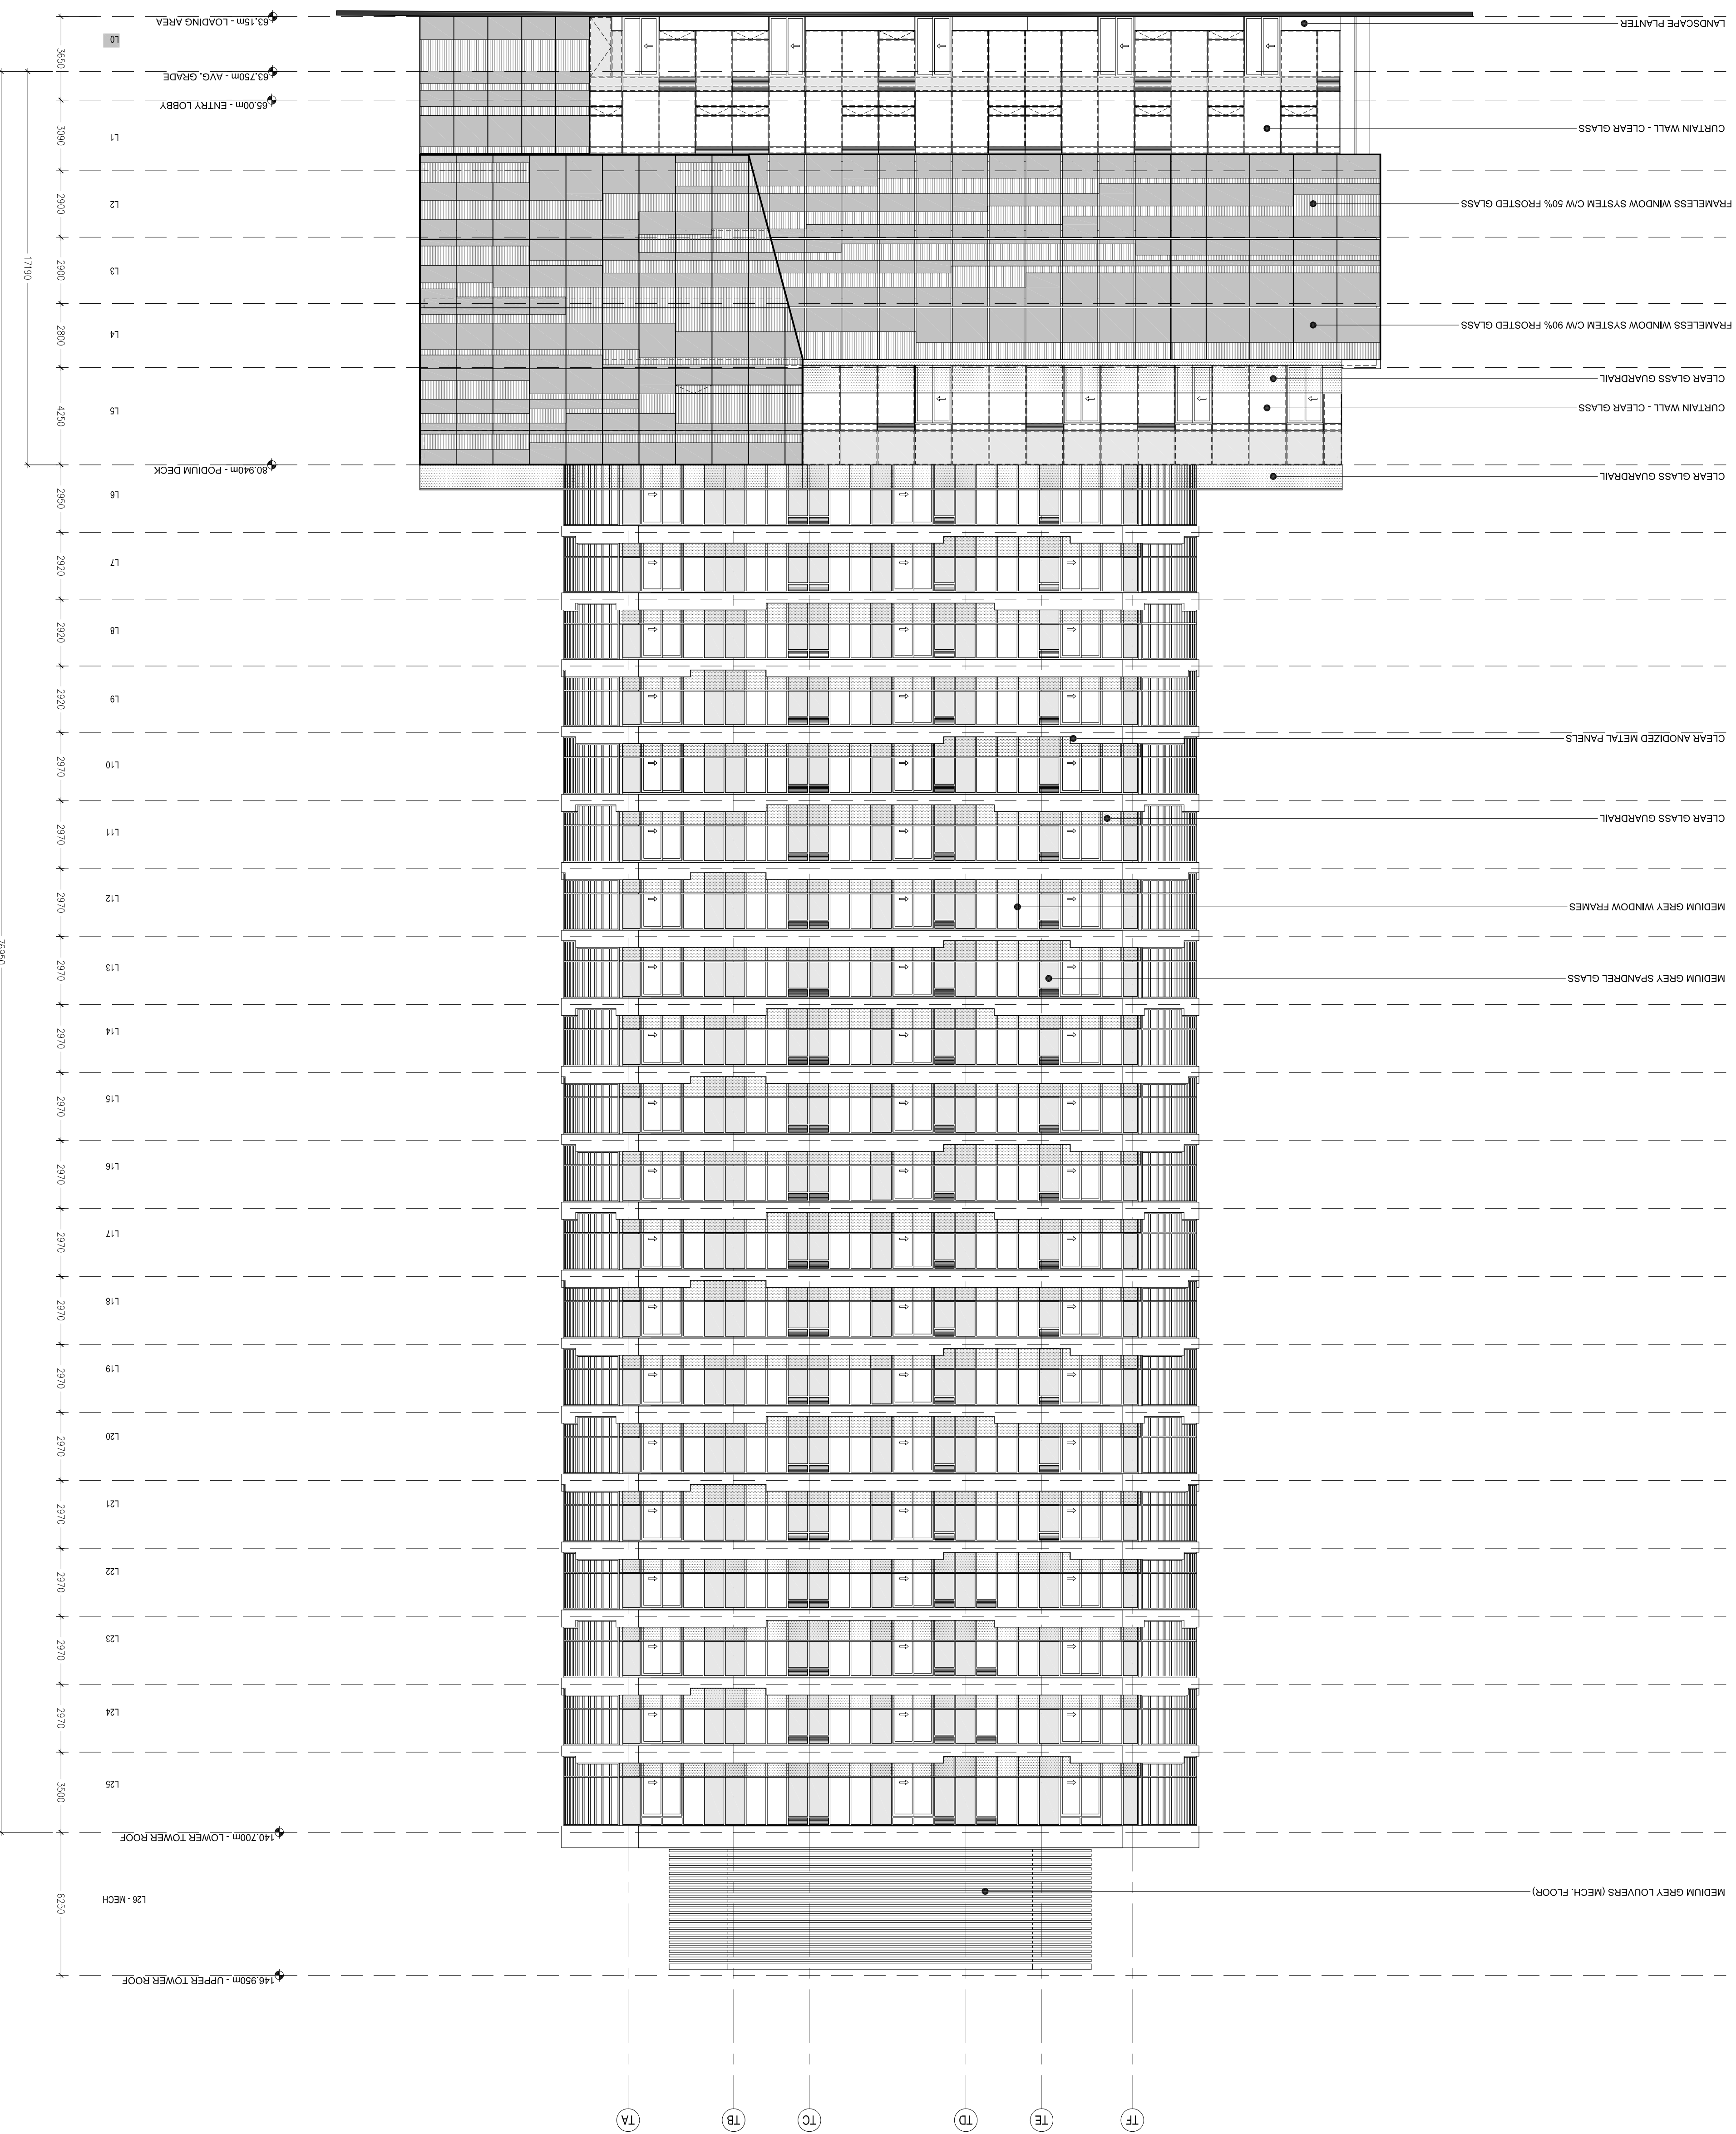 TF TE TD TC TB TA
146.950m - UPPER TOWER ROOF
MEDIUM GREY LOUVERS (MECH. FLOOR)
L26 - MECH
6250
140.700m - LOWER TOWER ROOF
L25
3500
L24
2970
L23
2970
L22
2970
L21
2970
L20
2970
L19
2970
L18
2970
L17
2970
L16
2970
L15
2970
L14
2970
MEDIUM GREY SPANDREL GLASS
L13
2970
76950
MEDIUM GREY WINDOW FRAMES
L12
2970
CLEAR GLASS GUARDRAIL
L11
2970
L10
2970
CLEAR ANODIZED METAL PANELS
L9
2920
L8
2920
L7
2920
L6
2950
CLEAR GLASS GUARDRAIL
80.940m - PODIUM DECK
CURTAIN WALL - CLEAR GLASS
L5
4250
CLEAR GLASS GUARDRAIL
L4
2800
FRAMELESS WINDOW SYSTEM C/W 90% FROSTED GLASS
L3
2900
17190
FRAMELESS WINDOW SYSTEM C/W 50% FROSTED GLASS
L2
2900
L1
3090
CURTAIN WALL - CLEAR GLASS
65.00m - ENTRY LOBBY
63.750m - AVG. GRADE
L0
3650
LANDSCAPE PLANTER
63.15m - LOADING AREA